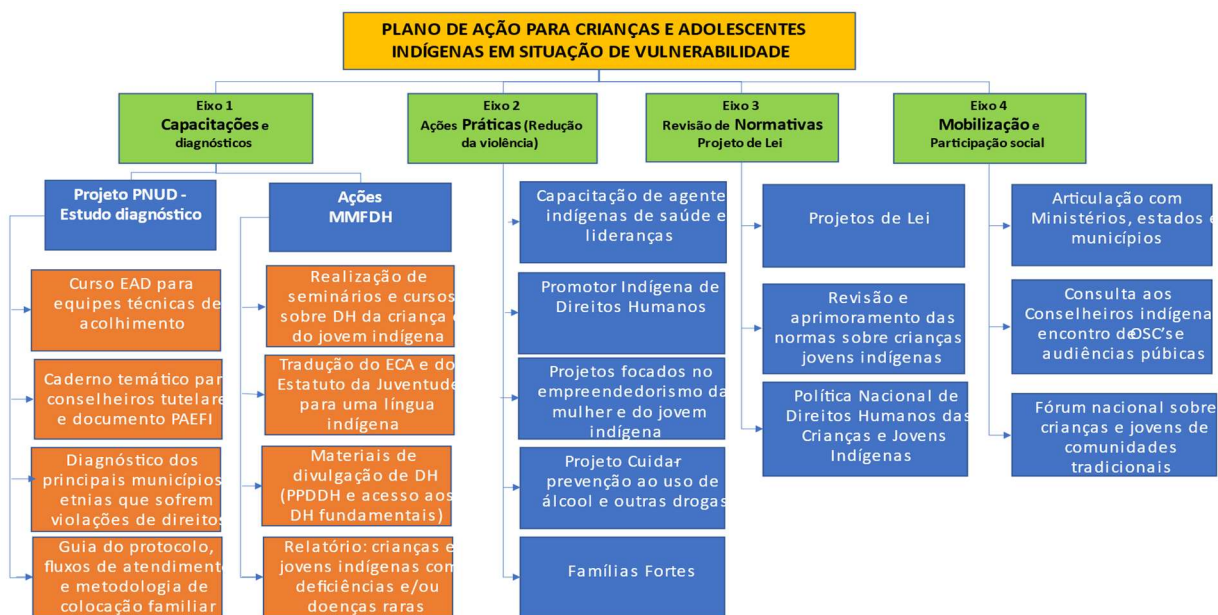 PLANO DE AÇÃO PARA CRIANÇAS E ADOLESCENTES
INDÍGENAS EM SITUAÇÃO DE VULNERABILIDADE
Eixo 1
Capacitações e
diagnósticos
Projeto PNUD -
Estudo diagnóstico
Curso EAD para
equipes técnicas de
acolhimento
Caderno temático par
conselheiros tutelare
e documento PAEFI
Diagnóstico dos
principais municípios
etnias que sofrem
violações de direitos
Guia do protocolo,
fluxos de atendiment
e metodologia de
colocação familiar
Ações
MMFDH
Realização de
seminários e cursos
sobre DH da criança e
do jovem indígena
Tradução do ECA e do
Estatuto da Juventude
para uma língua
indígena
Materiais de
divulgação de DH
(PPDDH e acesso aos
DH fundamentais)
Relatório: crianças e
jovens indígenas com
deficiências e/ou
doenças raras
Eixo 2
Ações Práticas (Redução
da violência)
Capacitação de agente
indígenas de saúde e
lideranças
Promotor Indígena de
Direitos Humanos
Projetos focados no
empreendedorismo da
mulher e do jovem
indígena
Projeto Cuidar-
prevenção ao uso de
álcool e outras drogas
Famílias Fortes
Eixo 3
Revisão de Normativas
Projeto de Lei
Projetos de Lei
Revisão e
aprimoramento das
normas sobre crianças
jovens indígenas
Política Nacional de
Direitos Humanos das
Crianças e Jovens
Indígenas
Eixo 4
Mobilização e
Participação social
Articulação com
Ministérios, estados e
municípios
Consulta aos
Conselheiros indígena
encontro de OSC's e
audiências púbicas
Fórum nacional sobre
crianças e jovens de
comunidades
tradicionais